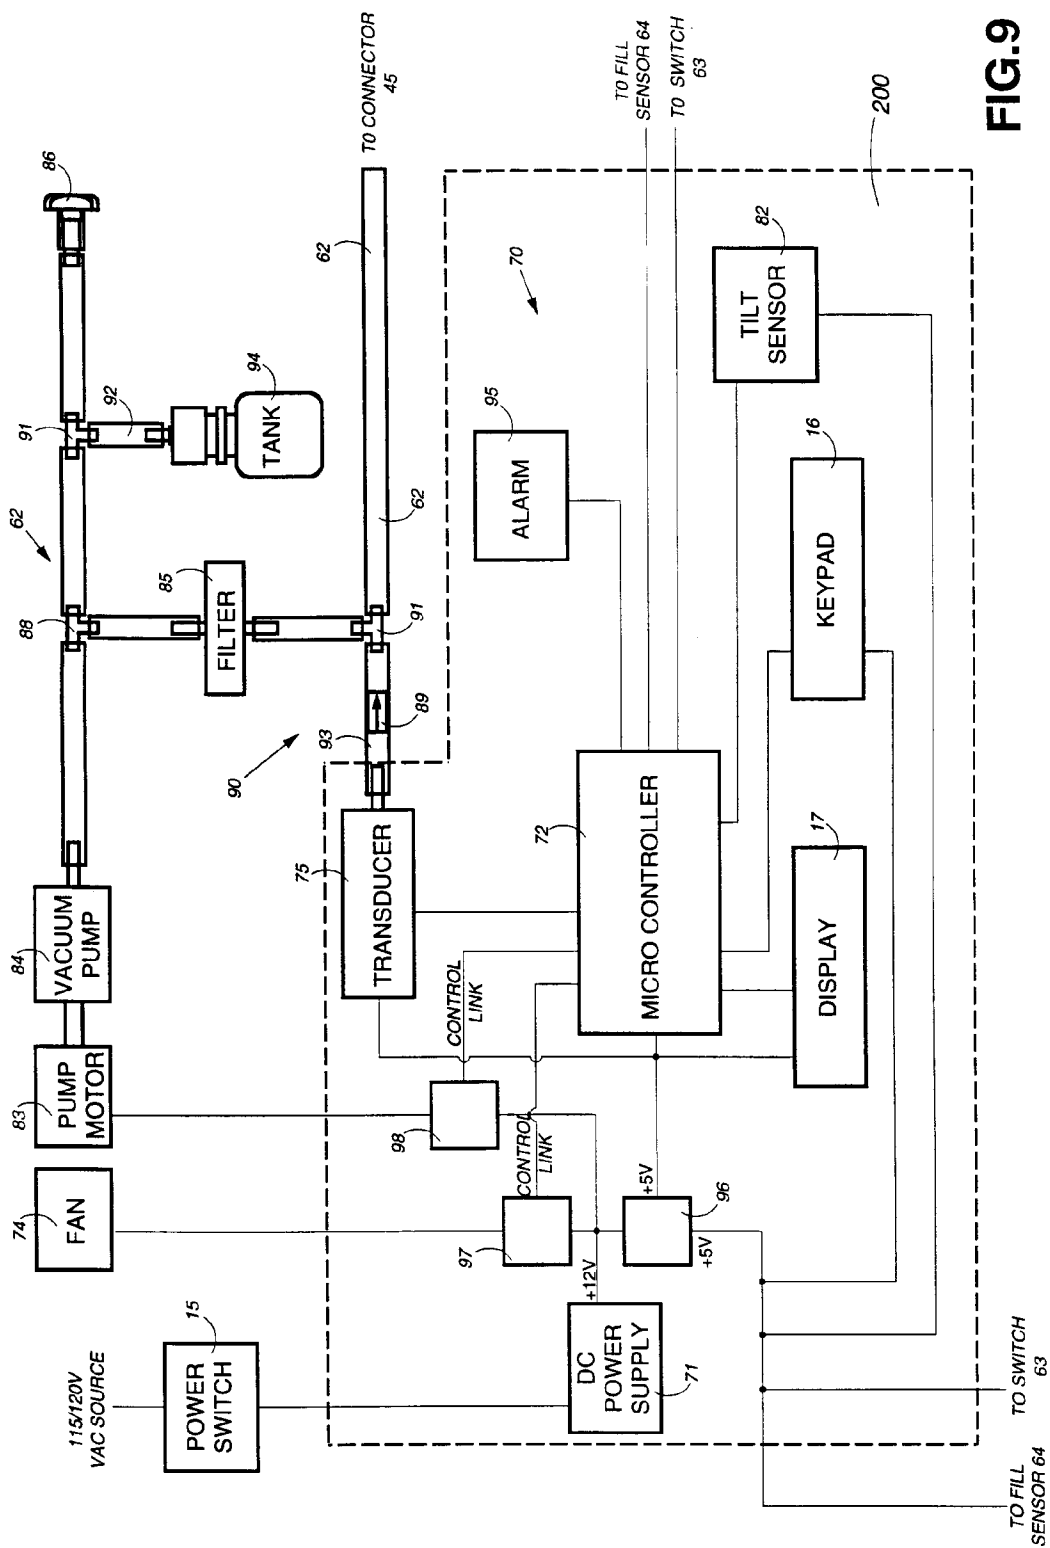 115/120V
VAC SOURCE
15
POWER
SWITCH
74
FAN
83
PUMP
MOTOR
84
VACUUM
PUMP
88
62
91
86
92
94
TANK
85
FILTER
90
93
89
91
62
62
TO CONNECTOR
45
75
TRANSDUCER
CONTROL
LINK
98
CONTROL
LINK
97
+12V
DC
POWER
SUPPLY
71
+5V
96
+5V
72
MICRO CONTROLLER
95
ALARM
70
TO FILL
SENSOR 64
TO SWITCH
63
82
TILT
SENSOR
16
KEYPAD
17
DISPLAY
200
TO FILL
SENSOR 64
TO SWITCH
63
FIG.9